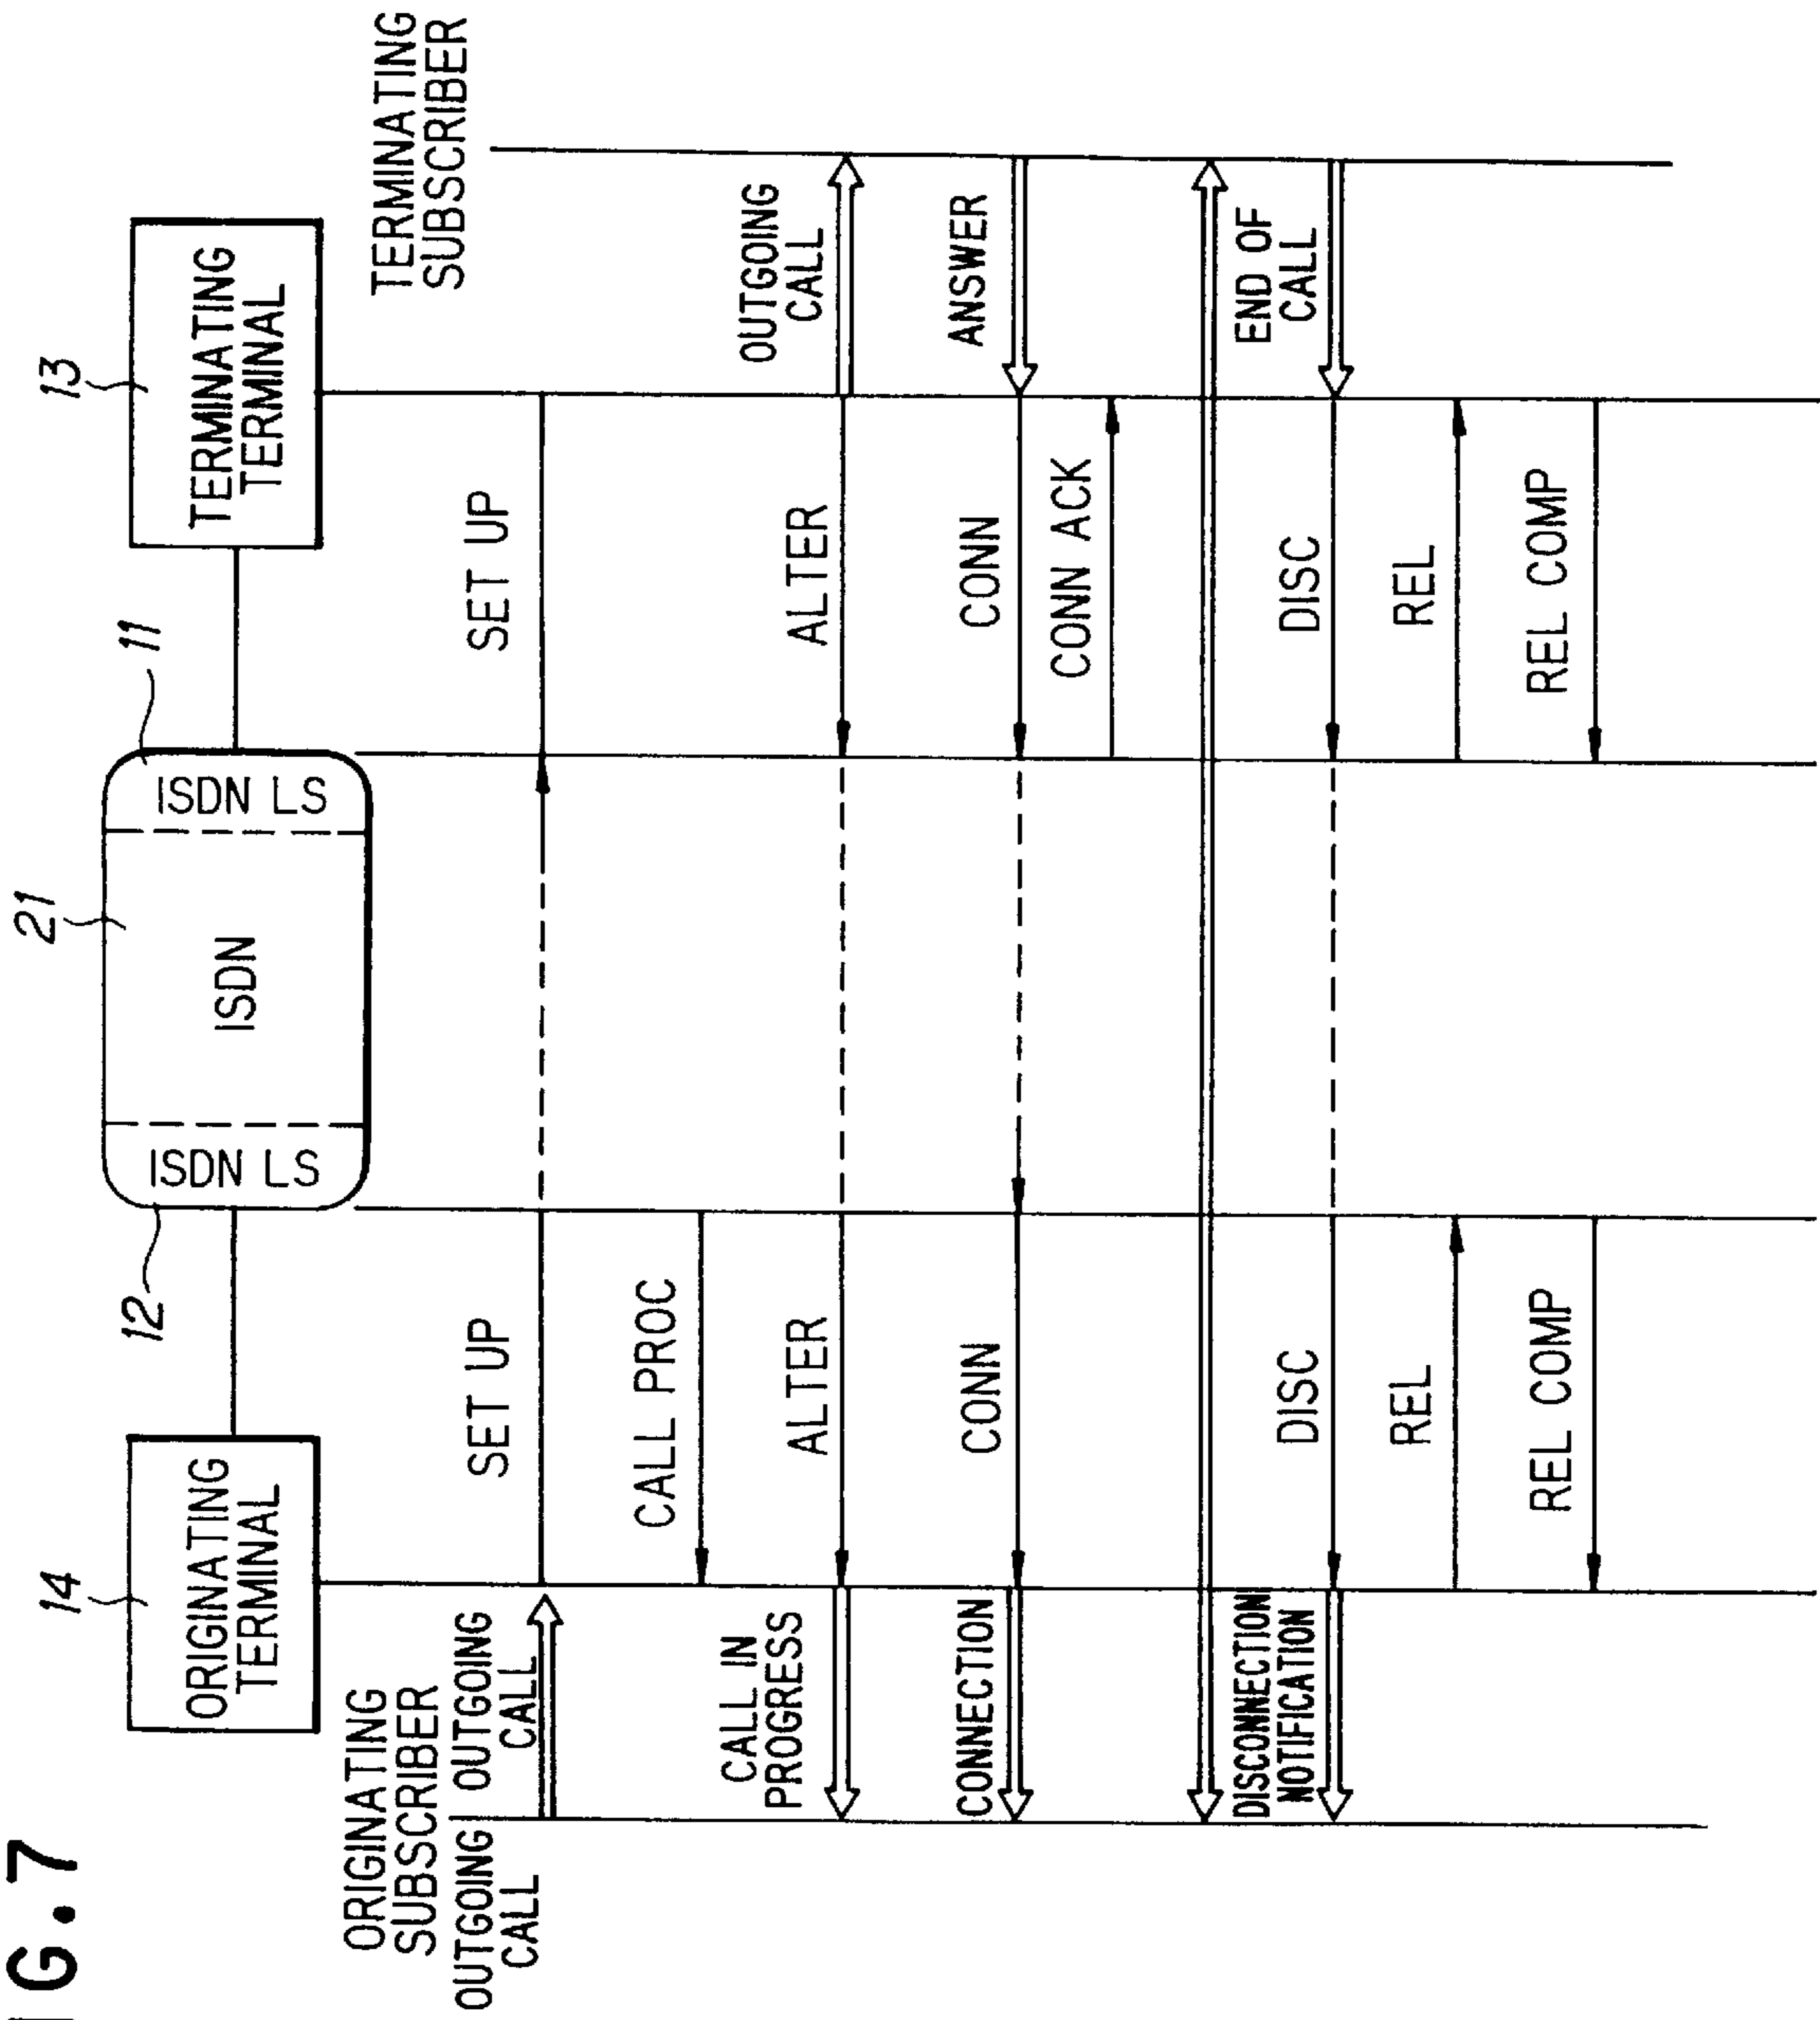 IG.7
14
12
21
11
13
ORIGINATING
TERMINAL
ISDN LS
ISDN
ISDN LS
TERMINATING
TERMINAL
ORIGINATING
SUBSCRIBER
TERMINATING
SUBSCRIBER
OUTGOING
CALL
OUTGOING
CALL
SET UP
SET UP
CALL PROC
CALL IN
PROGRESS
ALTER
ALTER
OUTGOING
CALL
CONNECTION
CONN
CONN
ANSWER
CONN ACK
DISCONNECTION
NOTIFICATION
DISC
DISC
END OF
CALL
REL
REL
REL COMP
REL COMP